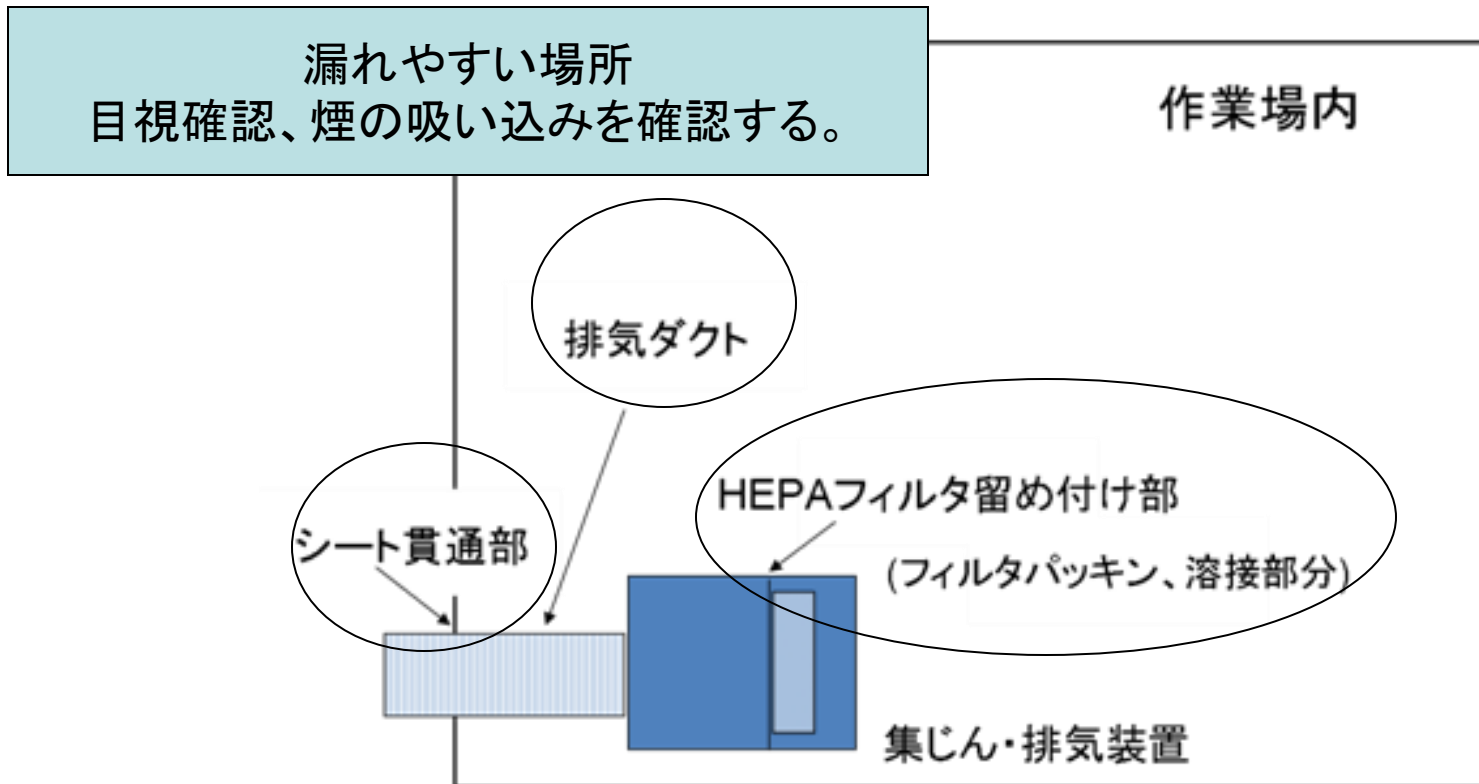 漏れやすい場所
目視確認、煙の吸い込みを確認する。
作業場内
排気ダクト
HEPAフィルタ留め付け部
シート貫通部
(フィルタパッキン、溶接部分)
集じん・排気装置